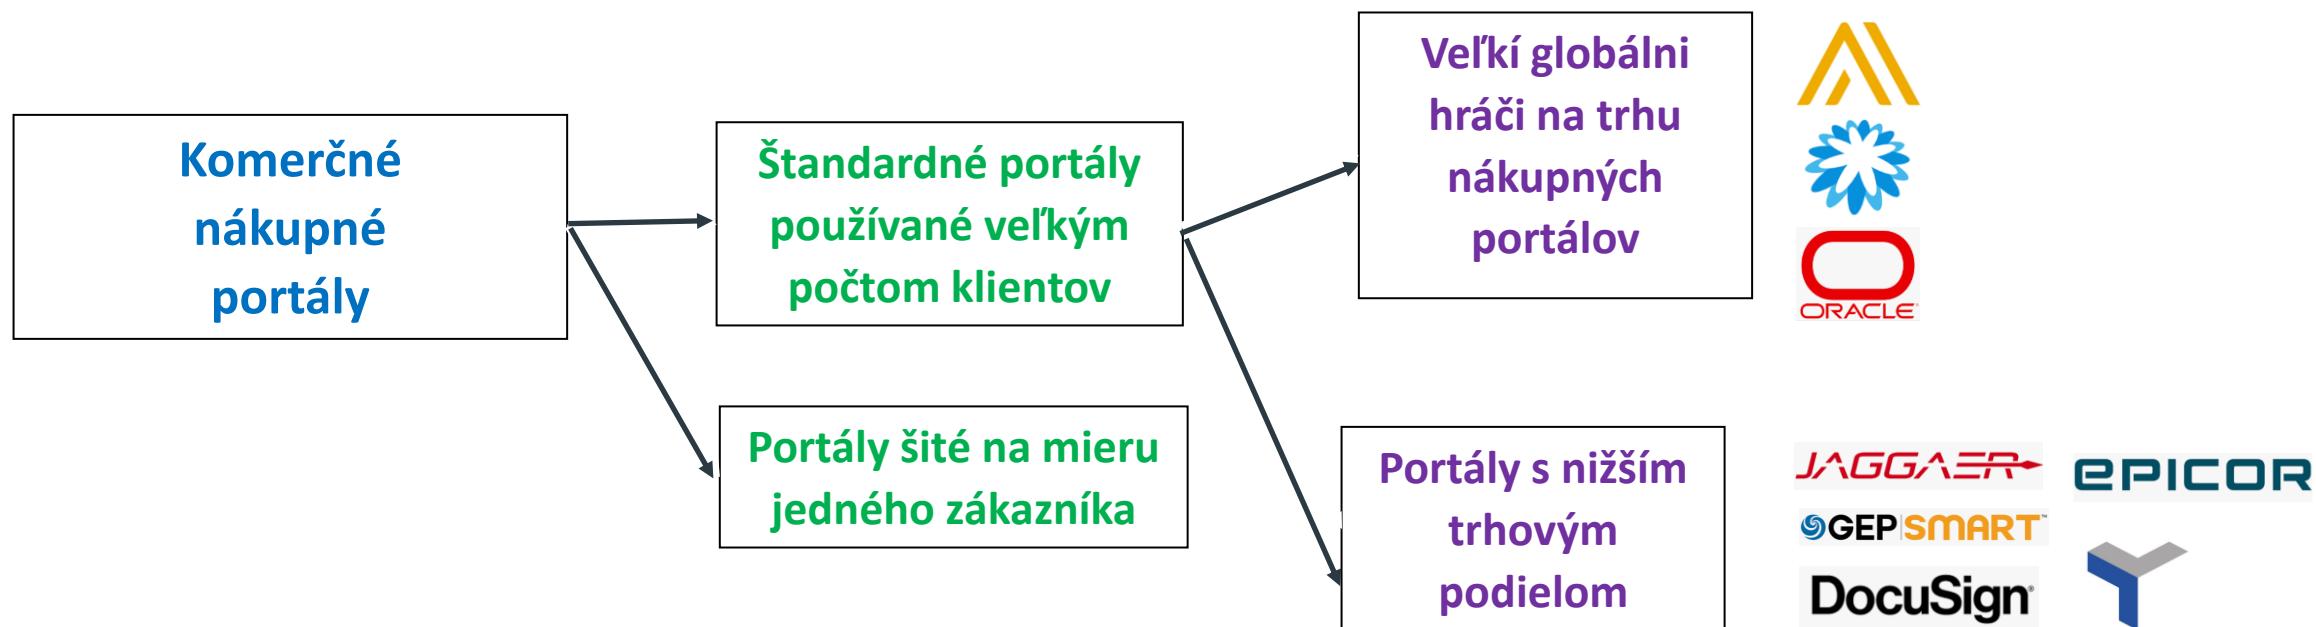 Komerčné
nákupné
portály
Štandardné portály
používané veľkým
počtom klientov
Portály šité na mieru
jedného zákazníka
Veľkí globálni
hráči na trhu
nákupných
portálov
ORACLE
Portály s nižším
trhovým
podielom
JAGGAER
EPICOR
GEP SMART™
DocuSign®